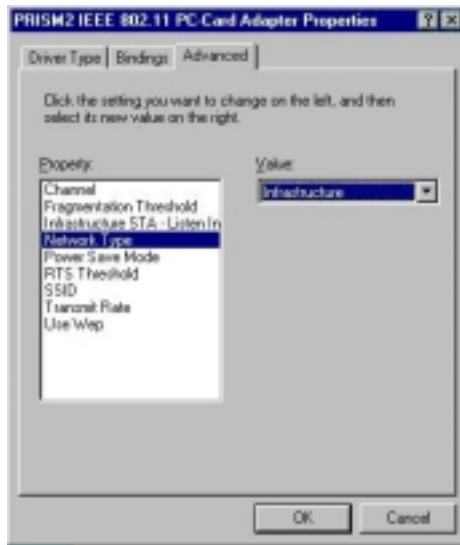 PRISM2 IEEE 802.11 PC-Card Adapter Properties
Driver Type
Bindings
Advanced
Click the setting you want to change on the left, and then
select its new value on the right.
Property:
Value:
Channel
Fragmentation Threshold
Infrastructure STA - Listen In
Network Type
Power Save Mode
RTS Threshold
SSID
Transmit Rate
Use Wep
Infrastructure
OK
Cancel